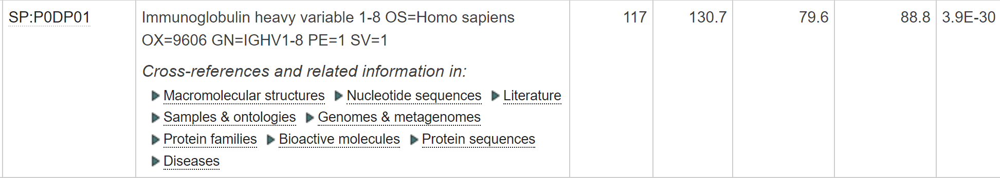 SP:P0DP01 Immunoglobulin heavy variable 1-8 OS=Homo sapiens 117 130.7 79.6 88.8 3.9E-30
OX=9606 GN=IGHV1-8 PE=1 SV=1
Cross-references and related information in:
Macromolecular structures Nucleotide sequences Literature
Samples & ontologies Genomes & metagenomes
Protein families Bioactive molecules Protein sequences
Diseases